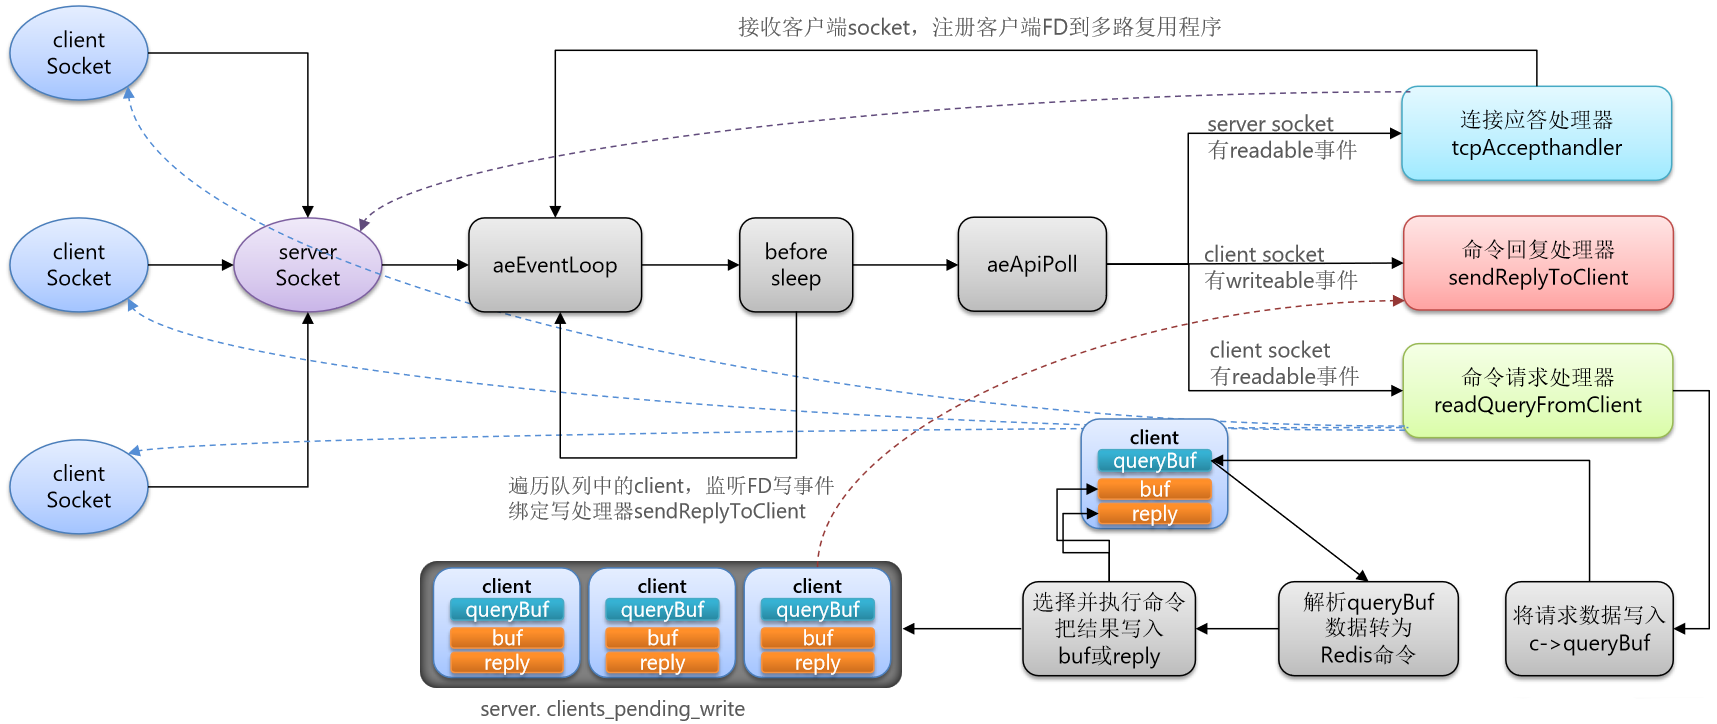 接收客户端socket，注册客户端FD到多路复用程序
client
Socket
server socket
有readable事件
连接应答处理器
tcpAccepthandler
client
Socket
server
Socket
aeEventLoop
before
sleep
aeApiPoll
client socket
有writeable事件
命令回复处理器
sendReplyToClient
client socket
有readable事件
命令请求处理器
readQueryFromClient
client
Socket
遍历队列中的client，监听FD写事件
绑定写处理器sendReplyToClient
client
queryBuf
buf
reply
client
queryBuf
buf
reply
client
queryBuf
buf
reply
client
queryBuf
buf
reply
选择并执行命令
把结果写入
buf或reply
解析queryBuf
数据转为
Redis命令
将请求数据写入
c->queryBuf
server. clients_pending_write